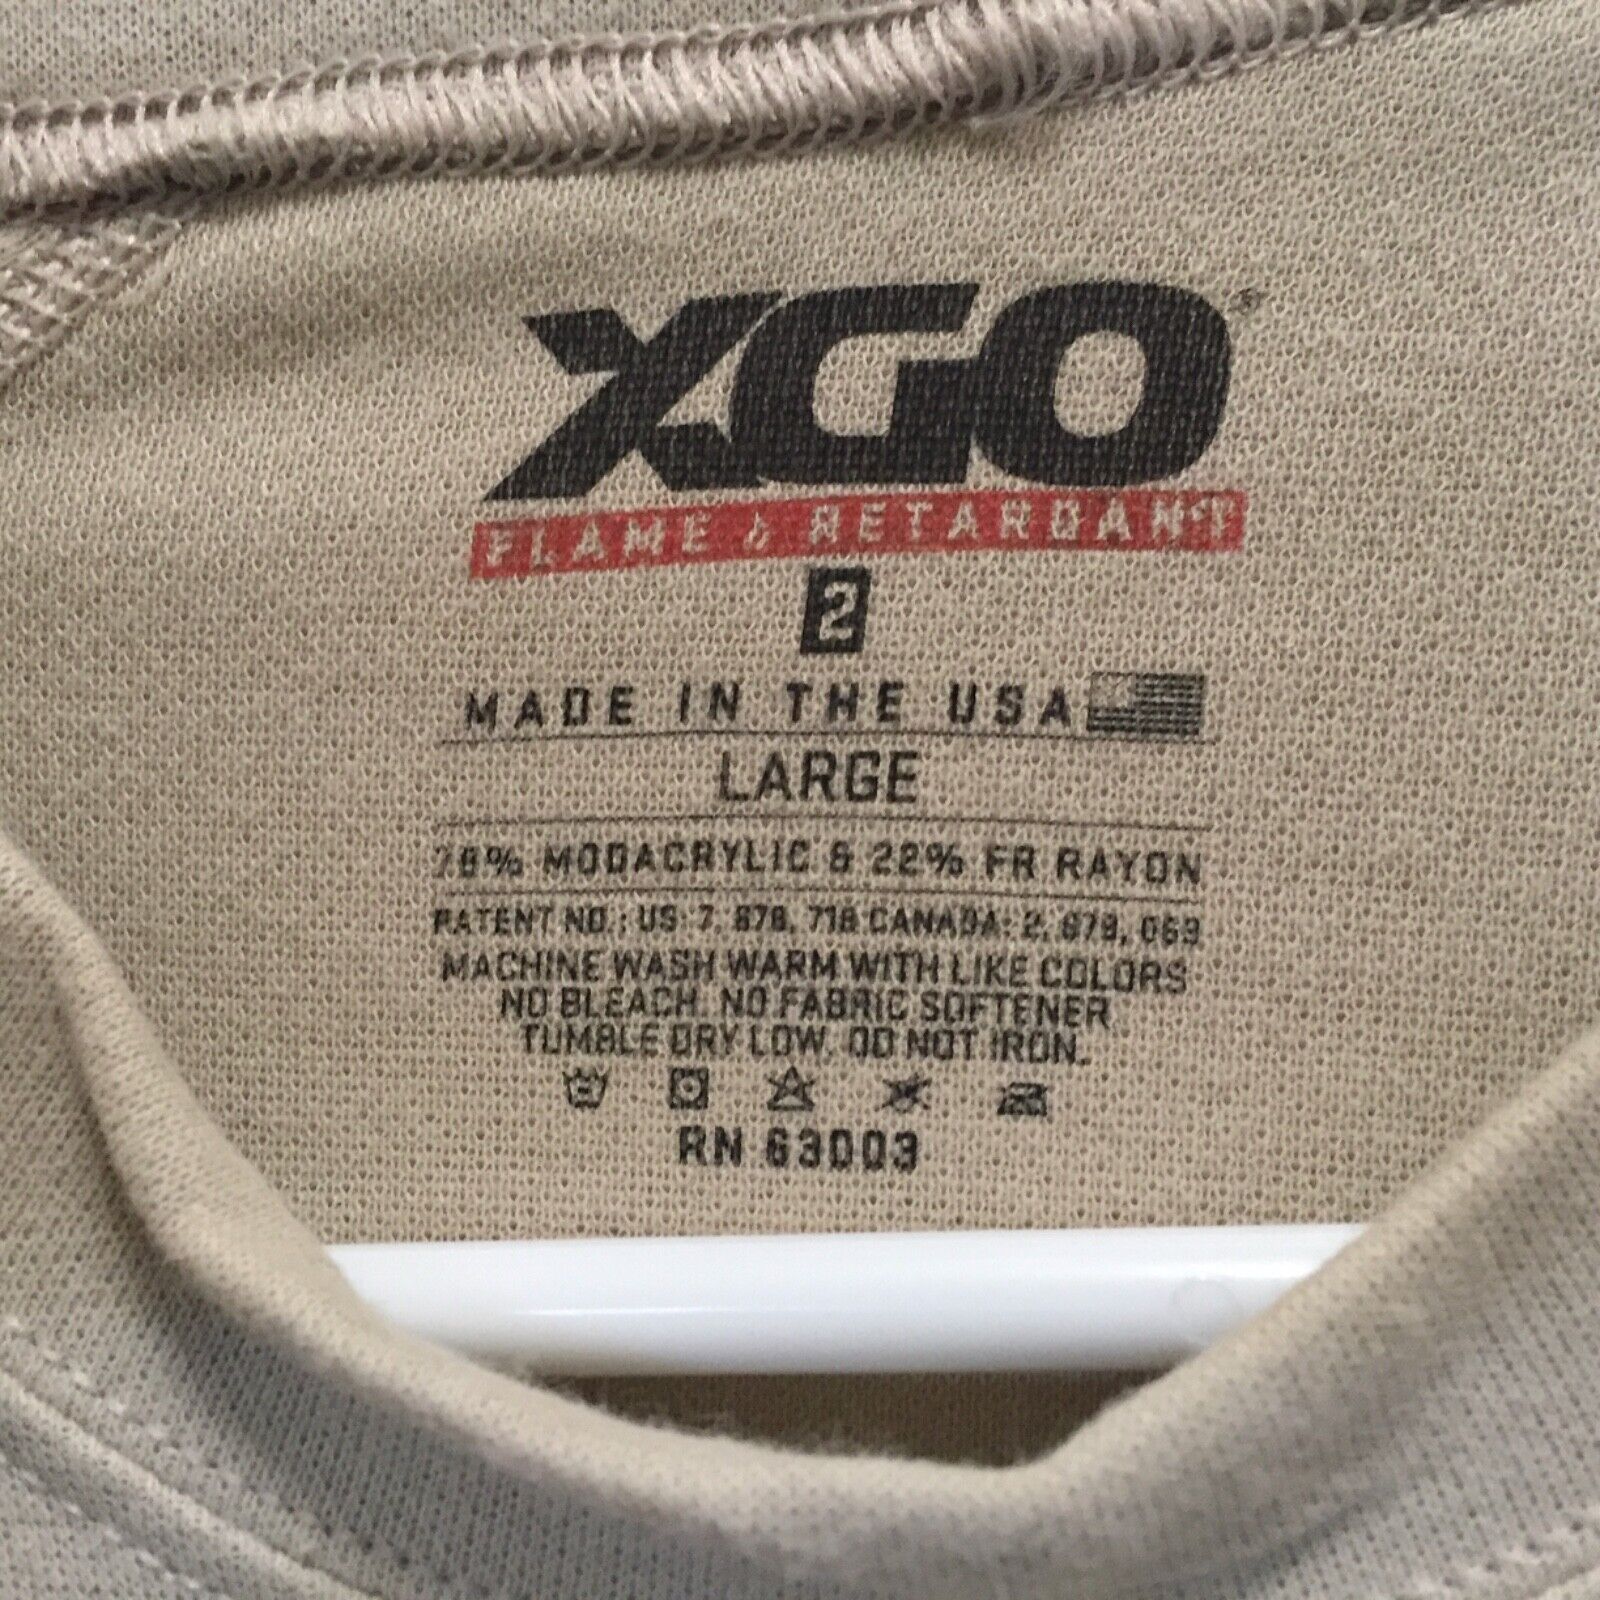 XGO®
FLAME RETARDANT
2
MADE IN THE USA
LARGE
78% MODACRYLIC & 22% FR RAYON
PATENT NO.: US: 7, 878, 718 CANADA: 2, 678, 069
MACHINE WASH WARM WITH LIKE COLORS
NO BLEACH. NO FABRIC SOFTENER
TUMBLE DRY LOW. DO NOT IRON.
RN 63003